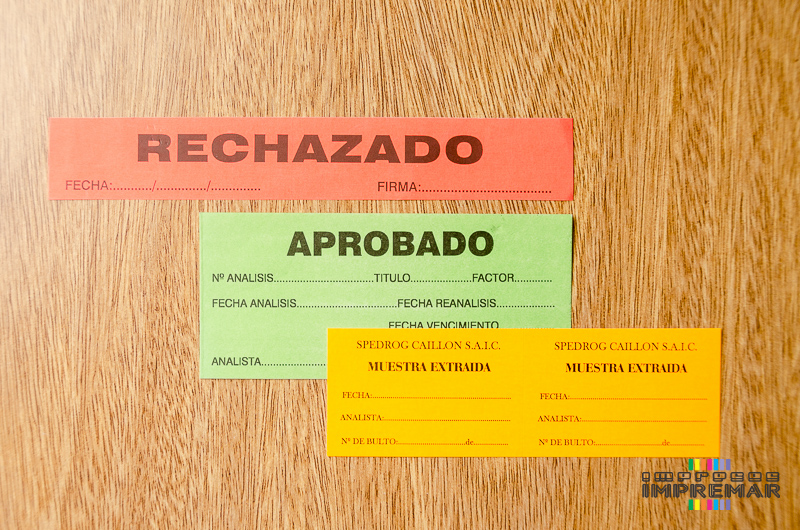 RECHAZADO
FECHA:.........../............../..............
FIRMA:....................................
APROBADO
Nº ANALISIS............................TITULO.................FACTOR...........
FECHA ANALISIS............................FECHA REANALISIS................
FECHA VENCIMIENTO
ANALISTA....................
SPEDROG CAILLON S.A.I.C.
MUESTRA EXTRAIDA
FECHA:..................................................
ANALISTA:.............................................
Nº DE BULTO:........................de.............
SPEDROG CAILLON S.A.I.C.
MUESTRA EXTRAIDA
FECHA:..................................................
ANALISTA:.............................................
Nº DE BULTO:........................de.............
impresos
IMPREMAR